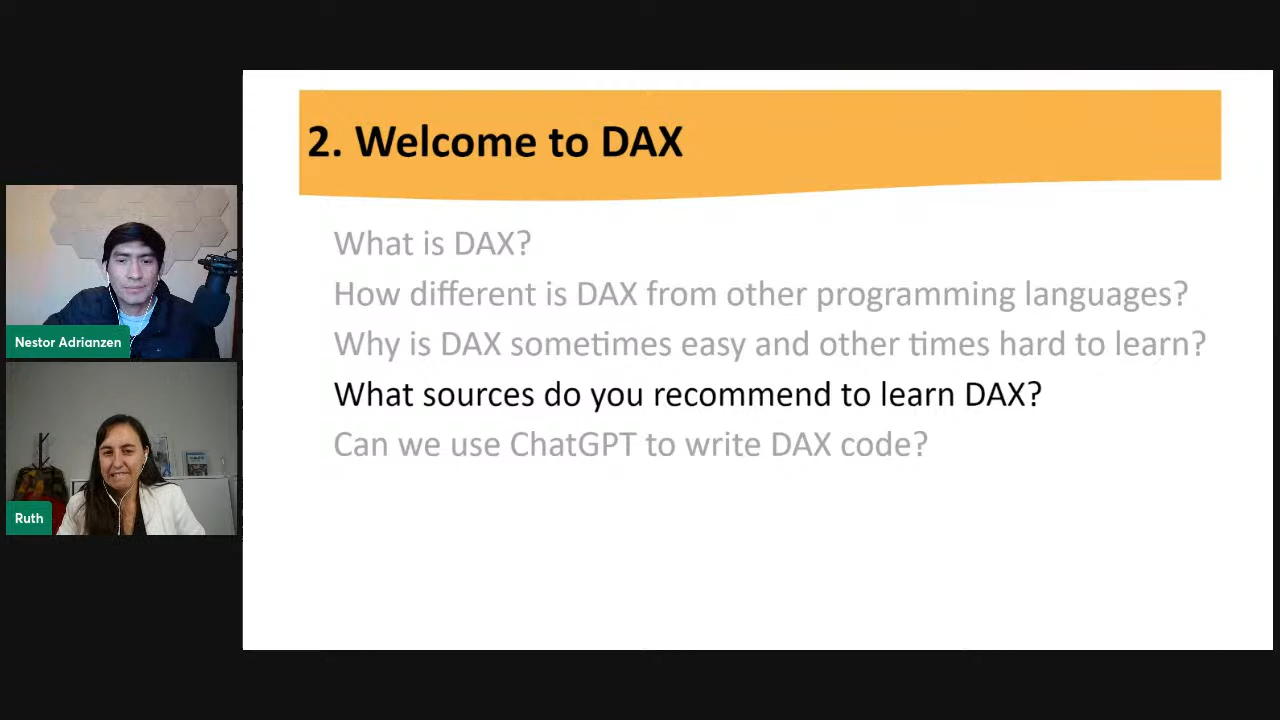 2. Welcome to DAX
What is DAX?
How different is DAX from other programming languages?
Why is DAX sometimes easy and other times hard to learn?
What sources do you recommend to learn DAX?
Can we use ChatGPT to write DAX code?
Nestor Adrianzen
Ruth